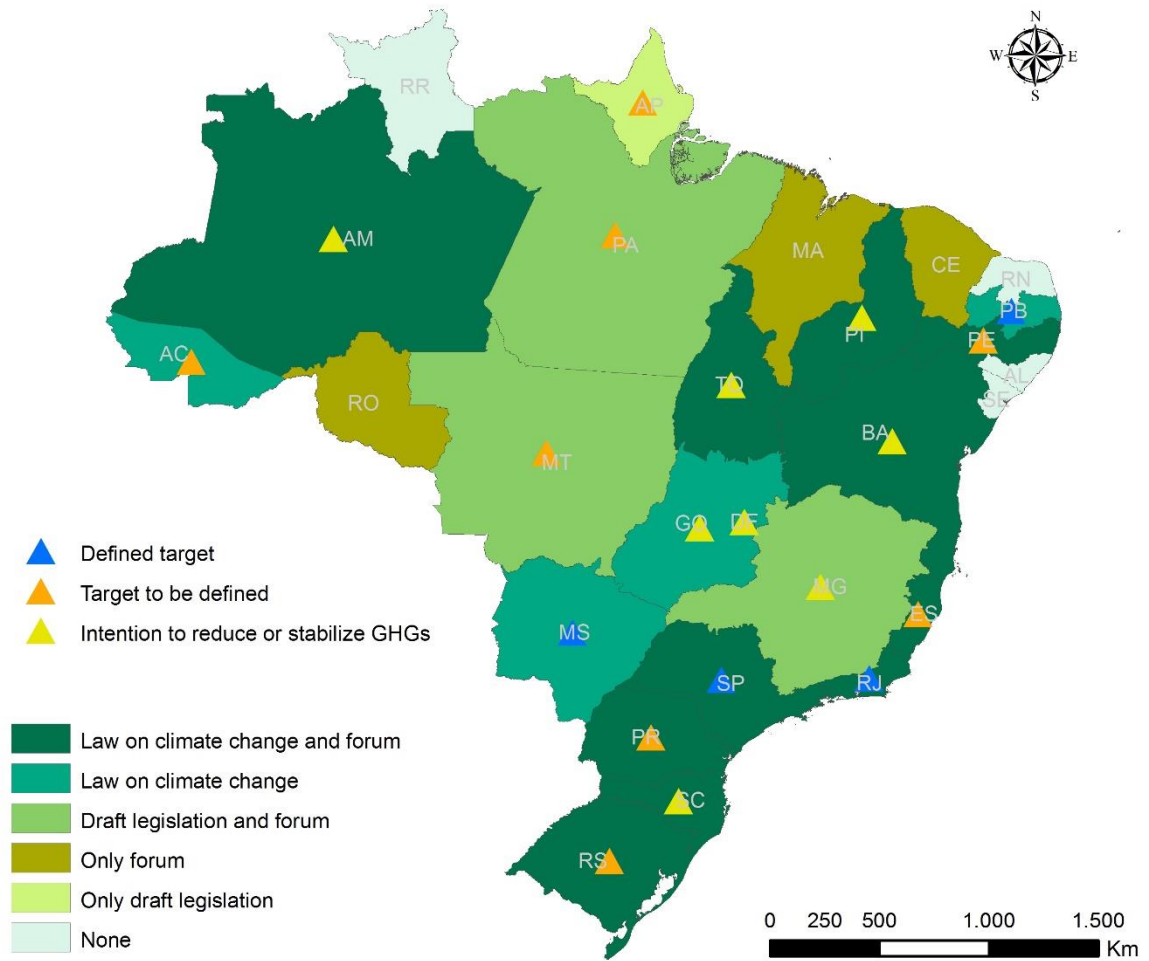 N
W E
S
RR
AP
AM
PA
MA
CE
RN
PB
PI
PE
AC
TO
AL
SE
RO
BA
MT
GO
DF
MG
ES
MS
SP
RJ
PR
SC
RS
Defined target
Target to be defined
Intention to reduce or stabilize GHGs
Law on climate change and forum
Law on climate change
Draft legislation and forum
Only forum
Only draft legislation
None
0 250 500 1.000 1.500
Km